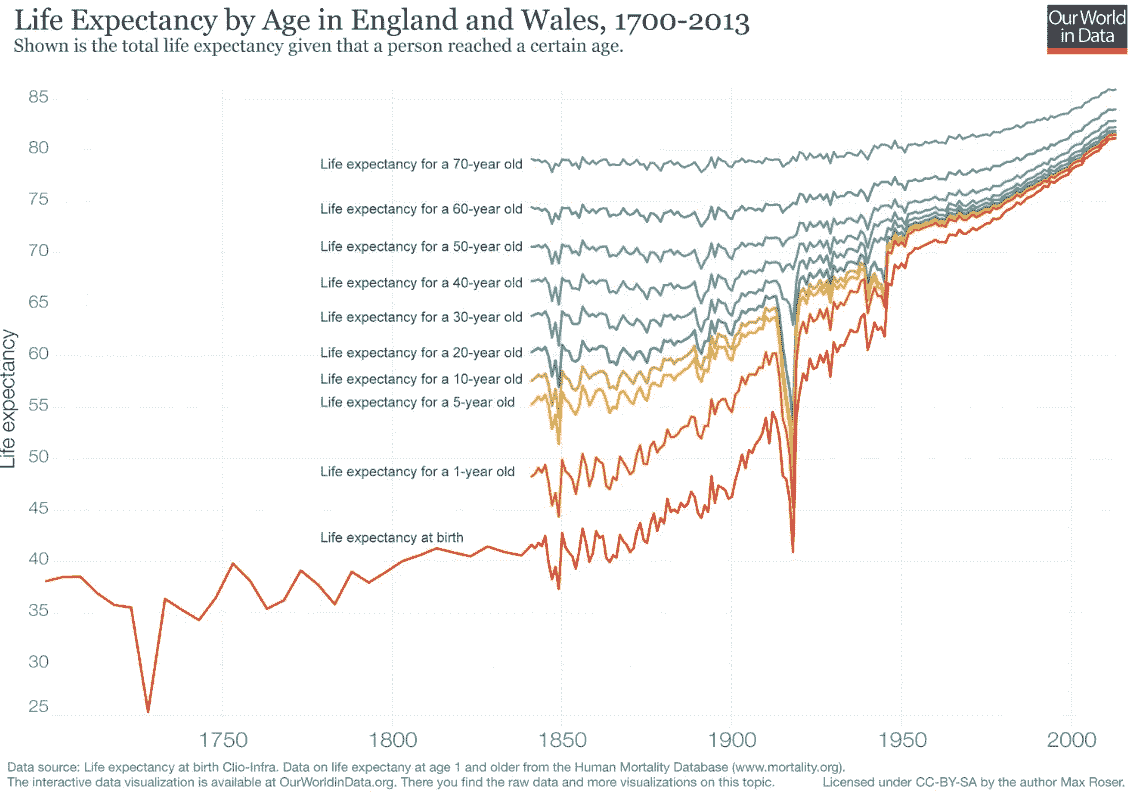 Life Expectancy by Age in England and Wales, 1700-2013
Shown is the total life expectancy given that a person reached a certain age.
Our World
in Data
85
80
75
70
65
60
55
50
45
40
35
30
25
Life expectancy
Life expectancy for a 70-year old
Life expectancy for a 60-year old
Life expectancy for a 50-year old
Life expectancy for a 40-year old
Life expectancy for a 30-year old
Life expectancy for a 20-year old
Life expectancy for a 10-year old
Life expectancy for a 5-year old
Life expectancy for a 1-year old
Life expectancy at birth
1750 1800 1850 1900 1950 2000
Data source: Life expectancy at birth Clio-Infra. Data on life expectany at age 1 and older from the Human Mortality Database (www.mortality.org).
The interactive data visualization is available at OurWorldinData.org. There you find the raw data and more visualizations on this topic. Licensed under CC-BY-SA by the author Max Roser.